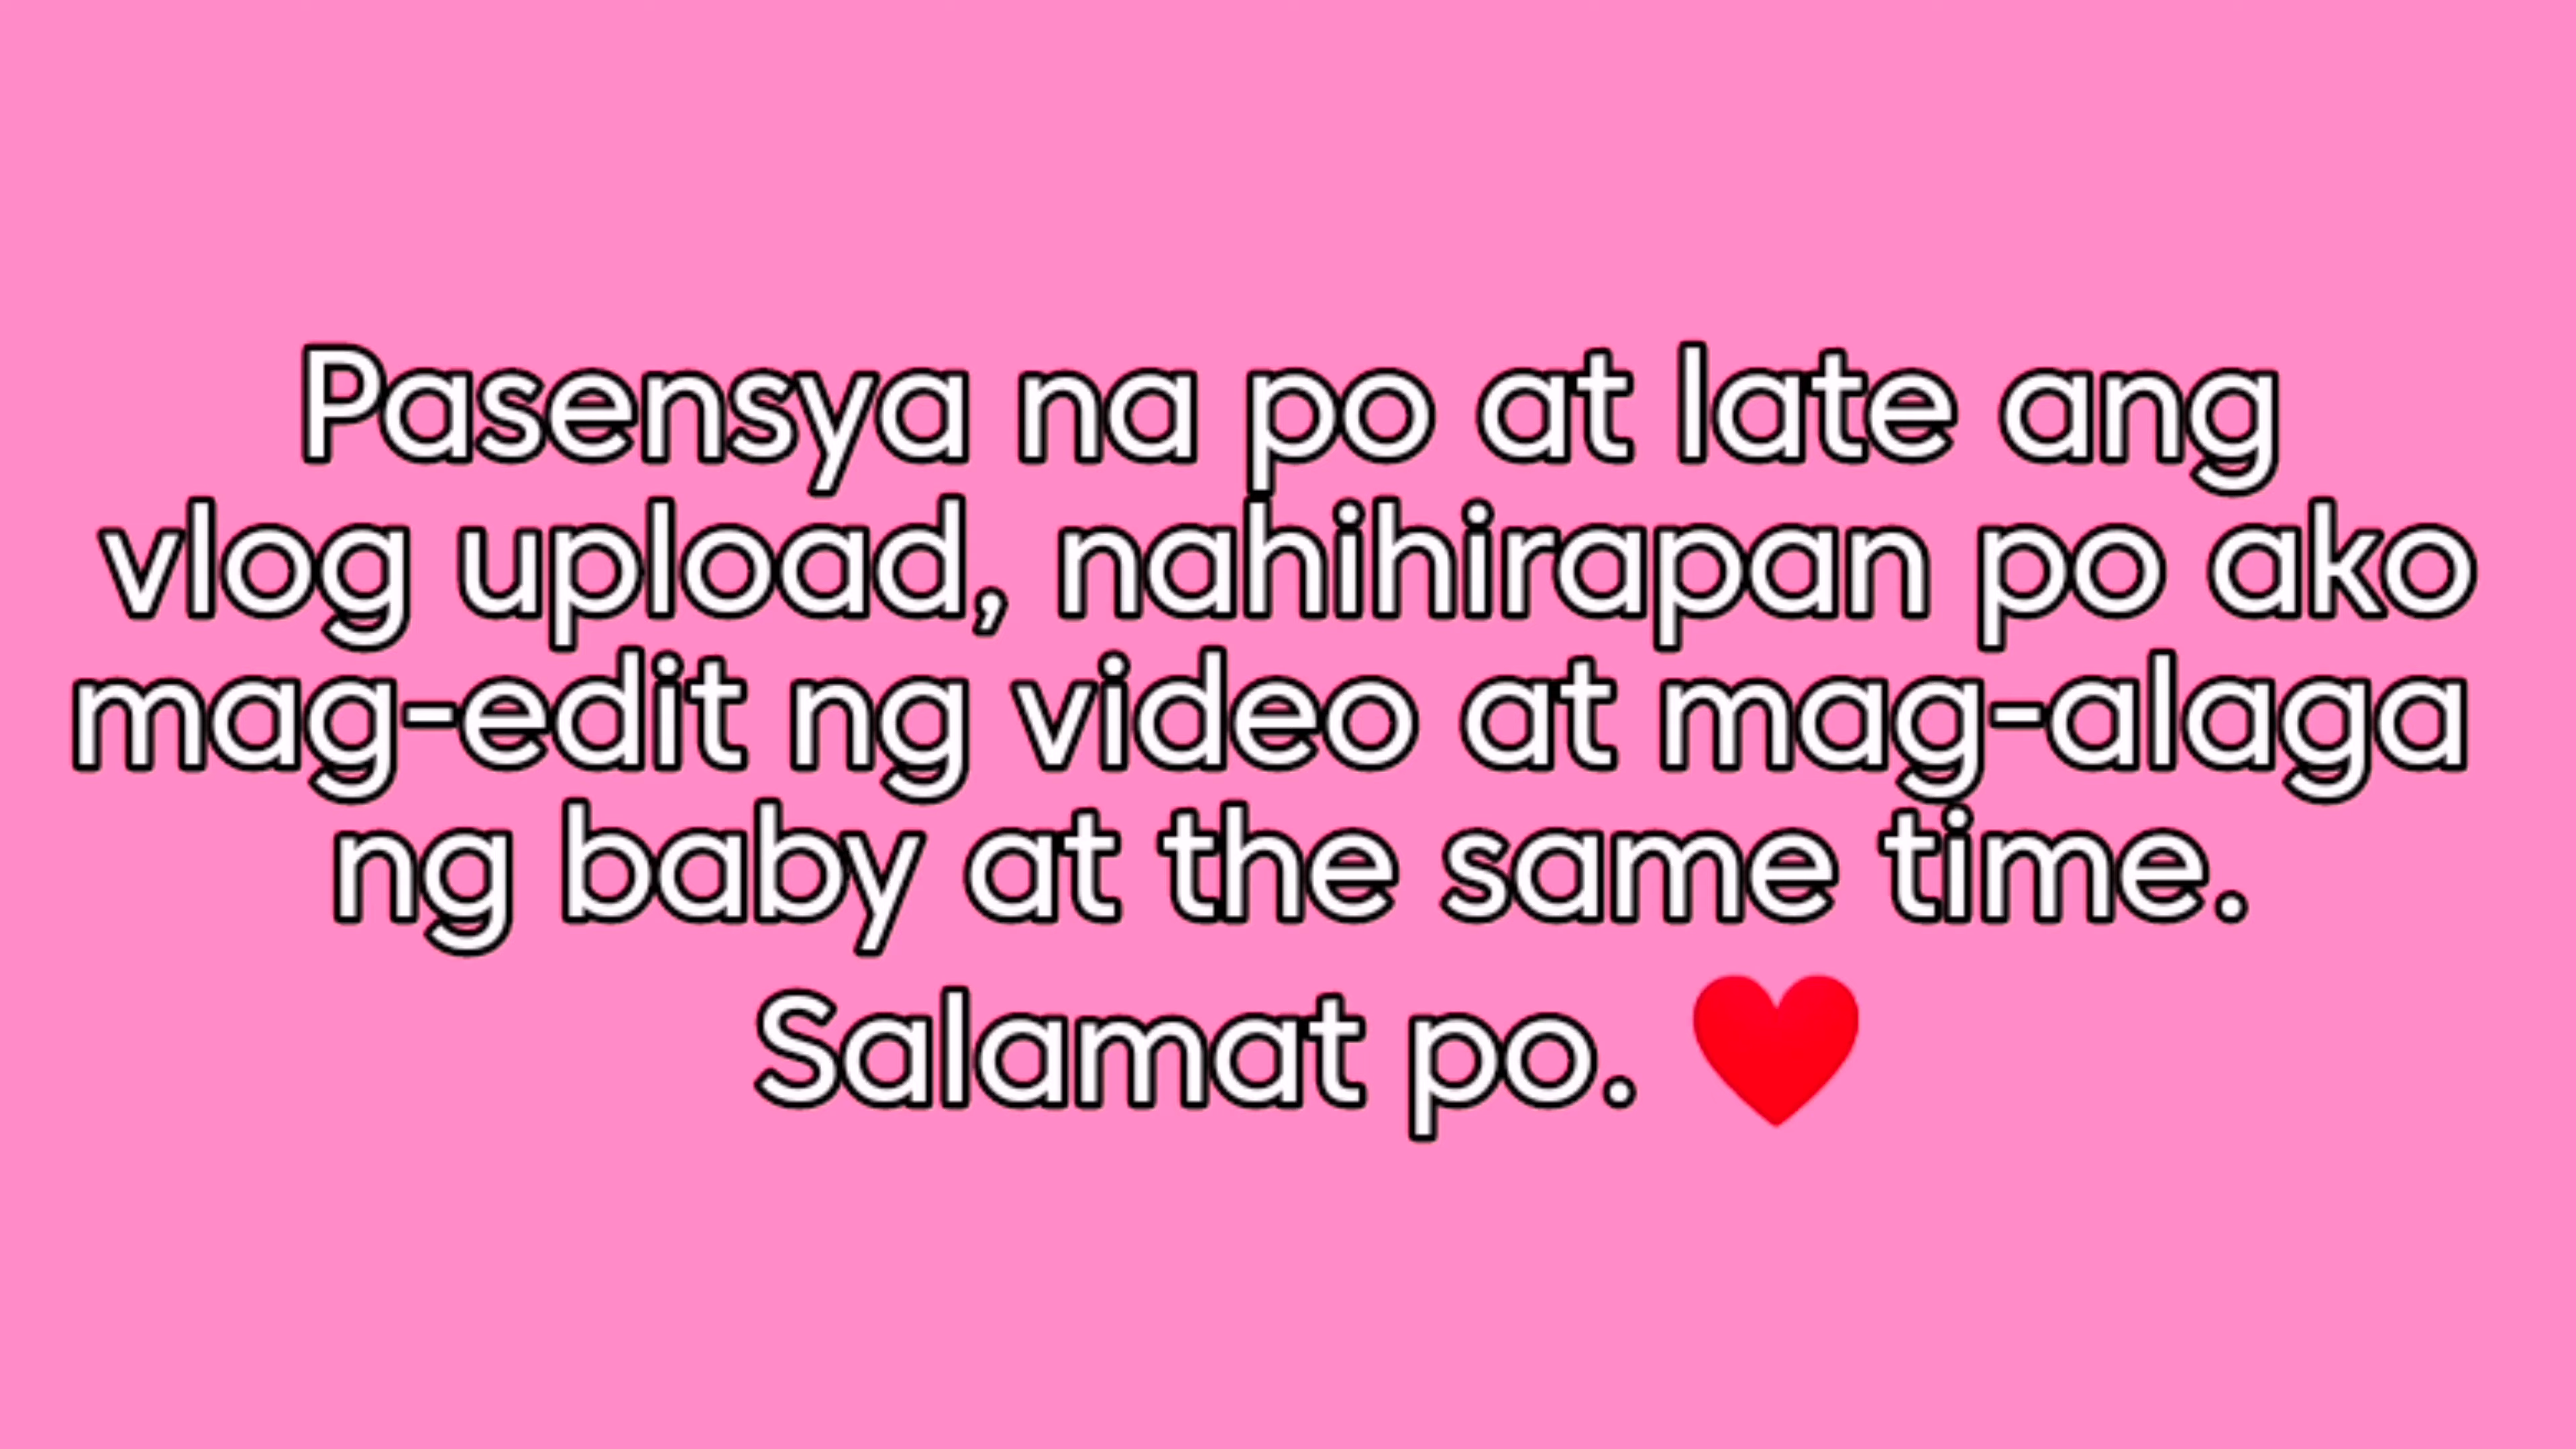 Pasensya na po at late ang
vlog upload, nahihirapan po ako
mag-edit ng video at mag-alaga
ng baby at the same time.
Salamat po. ❤️